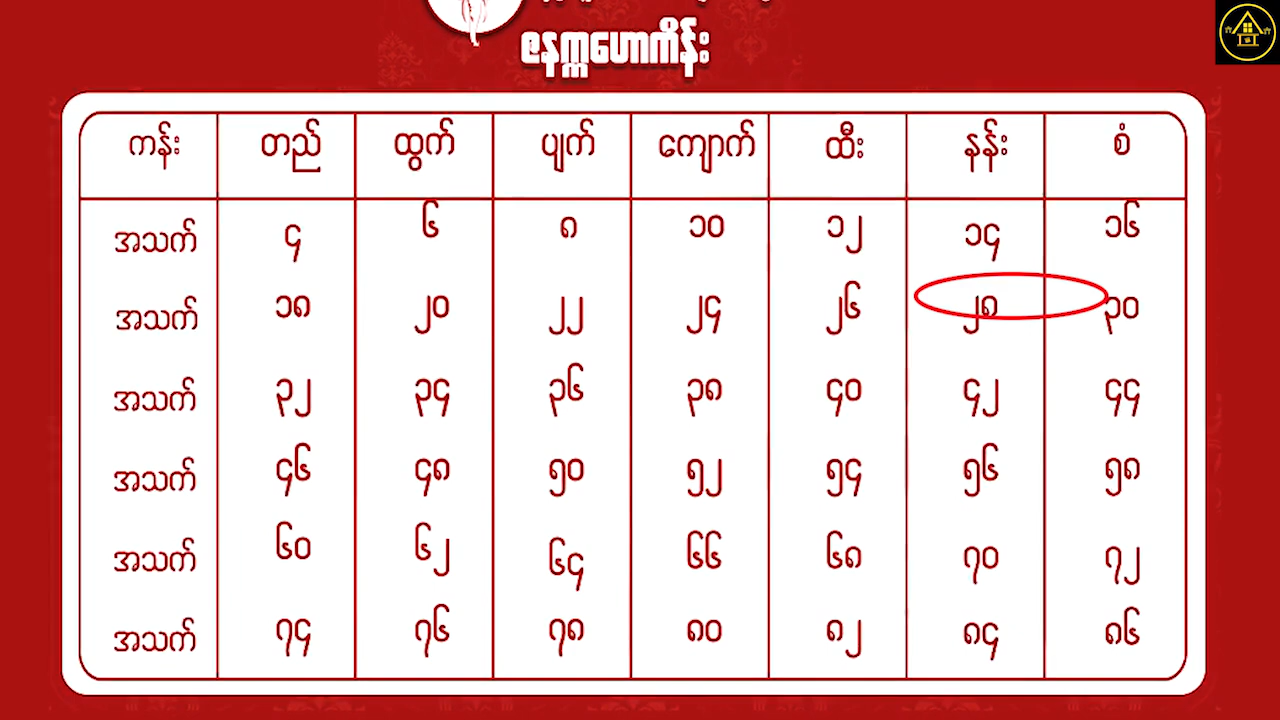 ဇနက္ကဟောကိန်း
ကန်း တည် ထွက် ပျက် ကျောက် ထီး နန်း စံ
အသက် ၄ ၆ ၈ ၁၀ ၁၂ ၁၄ ၁၆
အသက် ၁၈ ၂၀ ၂၂ ၂၄ ၂၆ ၂၈ ၃၀
အသက် ၃၂ ၃၄ ၃၆ ၃၈ ၄၀ ၄၂ ၄၄
အသက် ၄၆ ၄၈ ၅၀ ၅၂ ၅၄ ၅၆ ၅၈
အသက် ၆၀ ၆၂ ၆၄ ၆၆ ၆၈ ၇၀ ၇၂
အသက် ၇၄ ၇၆ ၇၈ ၈၀ ၈၂ ၈၄ ၈၆